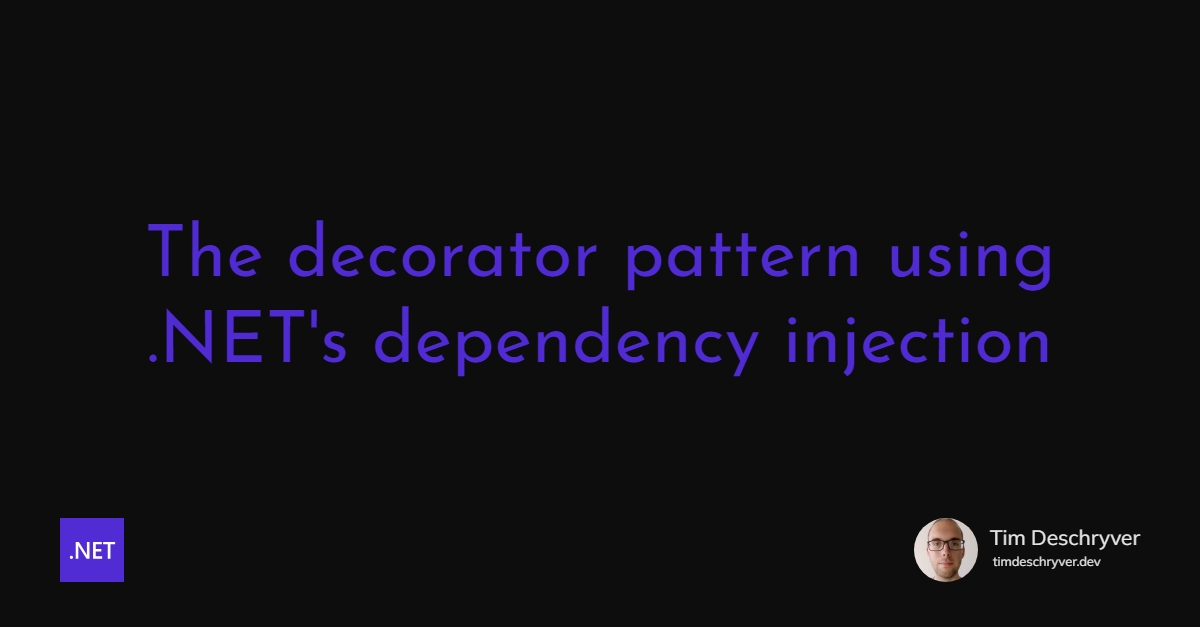 The decorator pattern using
.NET's dependency injection
.NET
Tim Deschryver
timdeschryver.dev